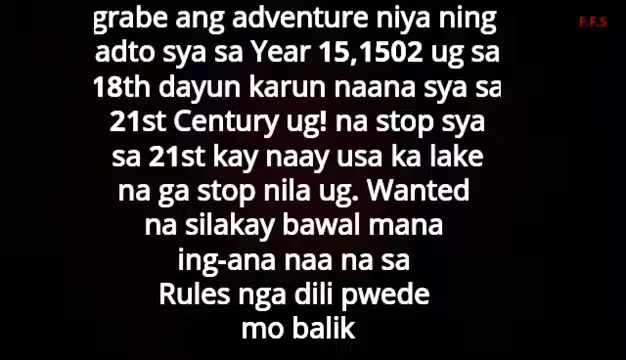 grabe ang adventure niya ning
F.F.S
adto sya sa Year 15,1502 ug sa
18th dayun karun naana sya sa
21st Century ug! na stop sya
sa 21st kay naay usa ka lake
na ga stop nila ug. Wanted
na silakay bawal mana
ing-ana naa na sa
Rules nga dili pwede
mo balik